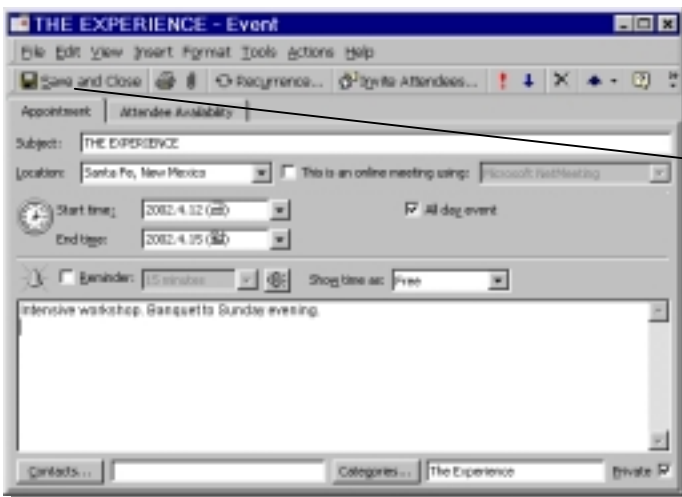 THE EXPERIENCE - Event
File Edit View Insert Format Tools Actions Help
Save and Close Recurrence... Invite Attendees...
Appointment Attendee Availability
Subject: THE EXPERIENCE
Location: Santa Fe, New Mexico This is an online meeting using: Microsoft NetMeeting
Start time: 2002.4.12 All day event
End time: 2002.4.15
Reminder: 15 minutes Show time as: Free
Intensive workshop. Banquetto Sunday evening.
Contacts... Categories... The Experience Private